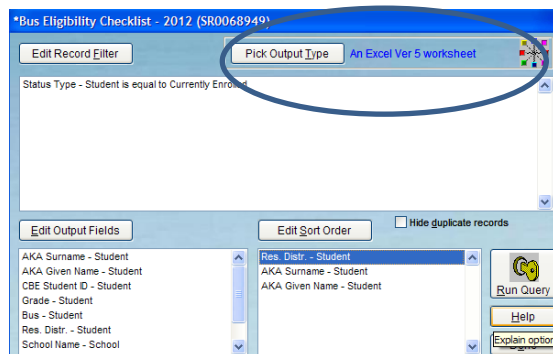 *Bus Eligibility Checklist - 2012 (SR0068949)
Edit Record Filter
Pick Output Type An Excel Ver 5 worksheet
Status Type - Student is equal to Currently Enrolled
Edit Output Fields
Edit Sort Order
Hide duplicate records
AKA Surname - Student
AKA Given Name - Student
CBE Student ID - Student
Grade - Student
Bus - Student
Res. Distr. - Student
School Name - School
Res. Distr. - Student
AKA Surname - Student
AKA Given Name - Student
Run Query
Help
Explain option